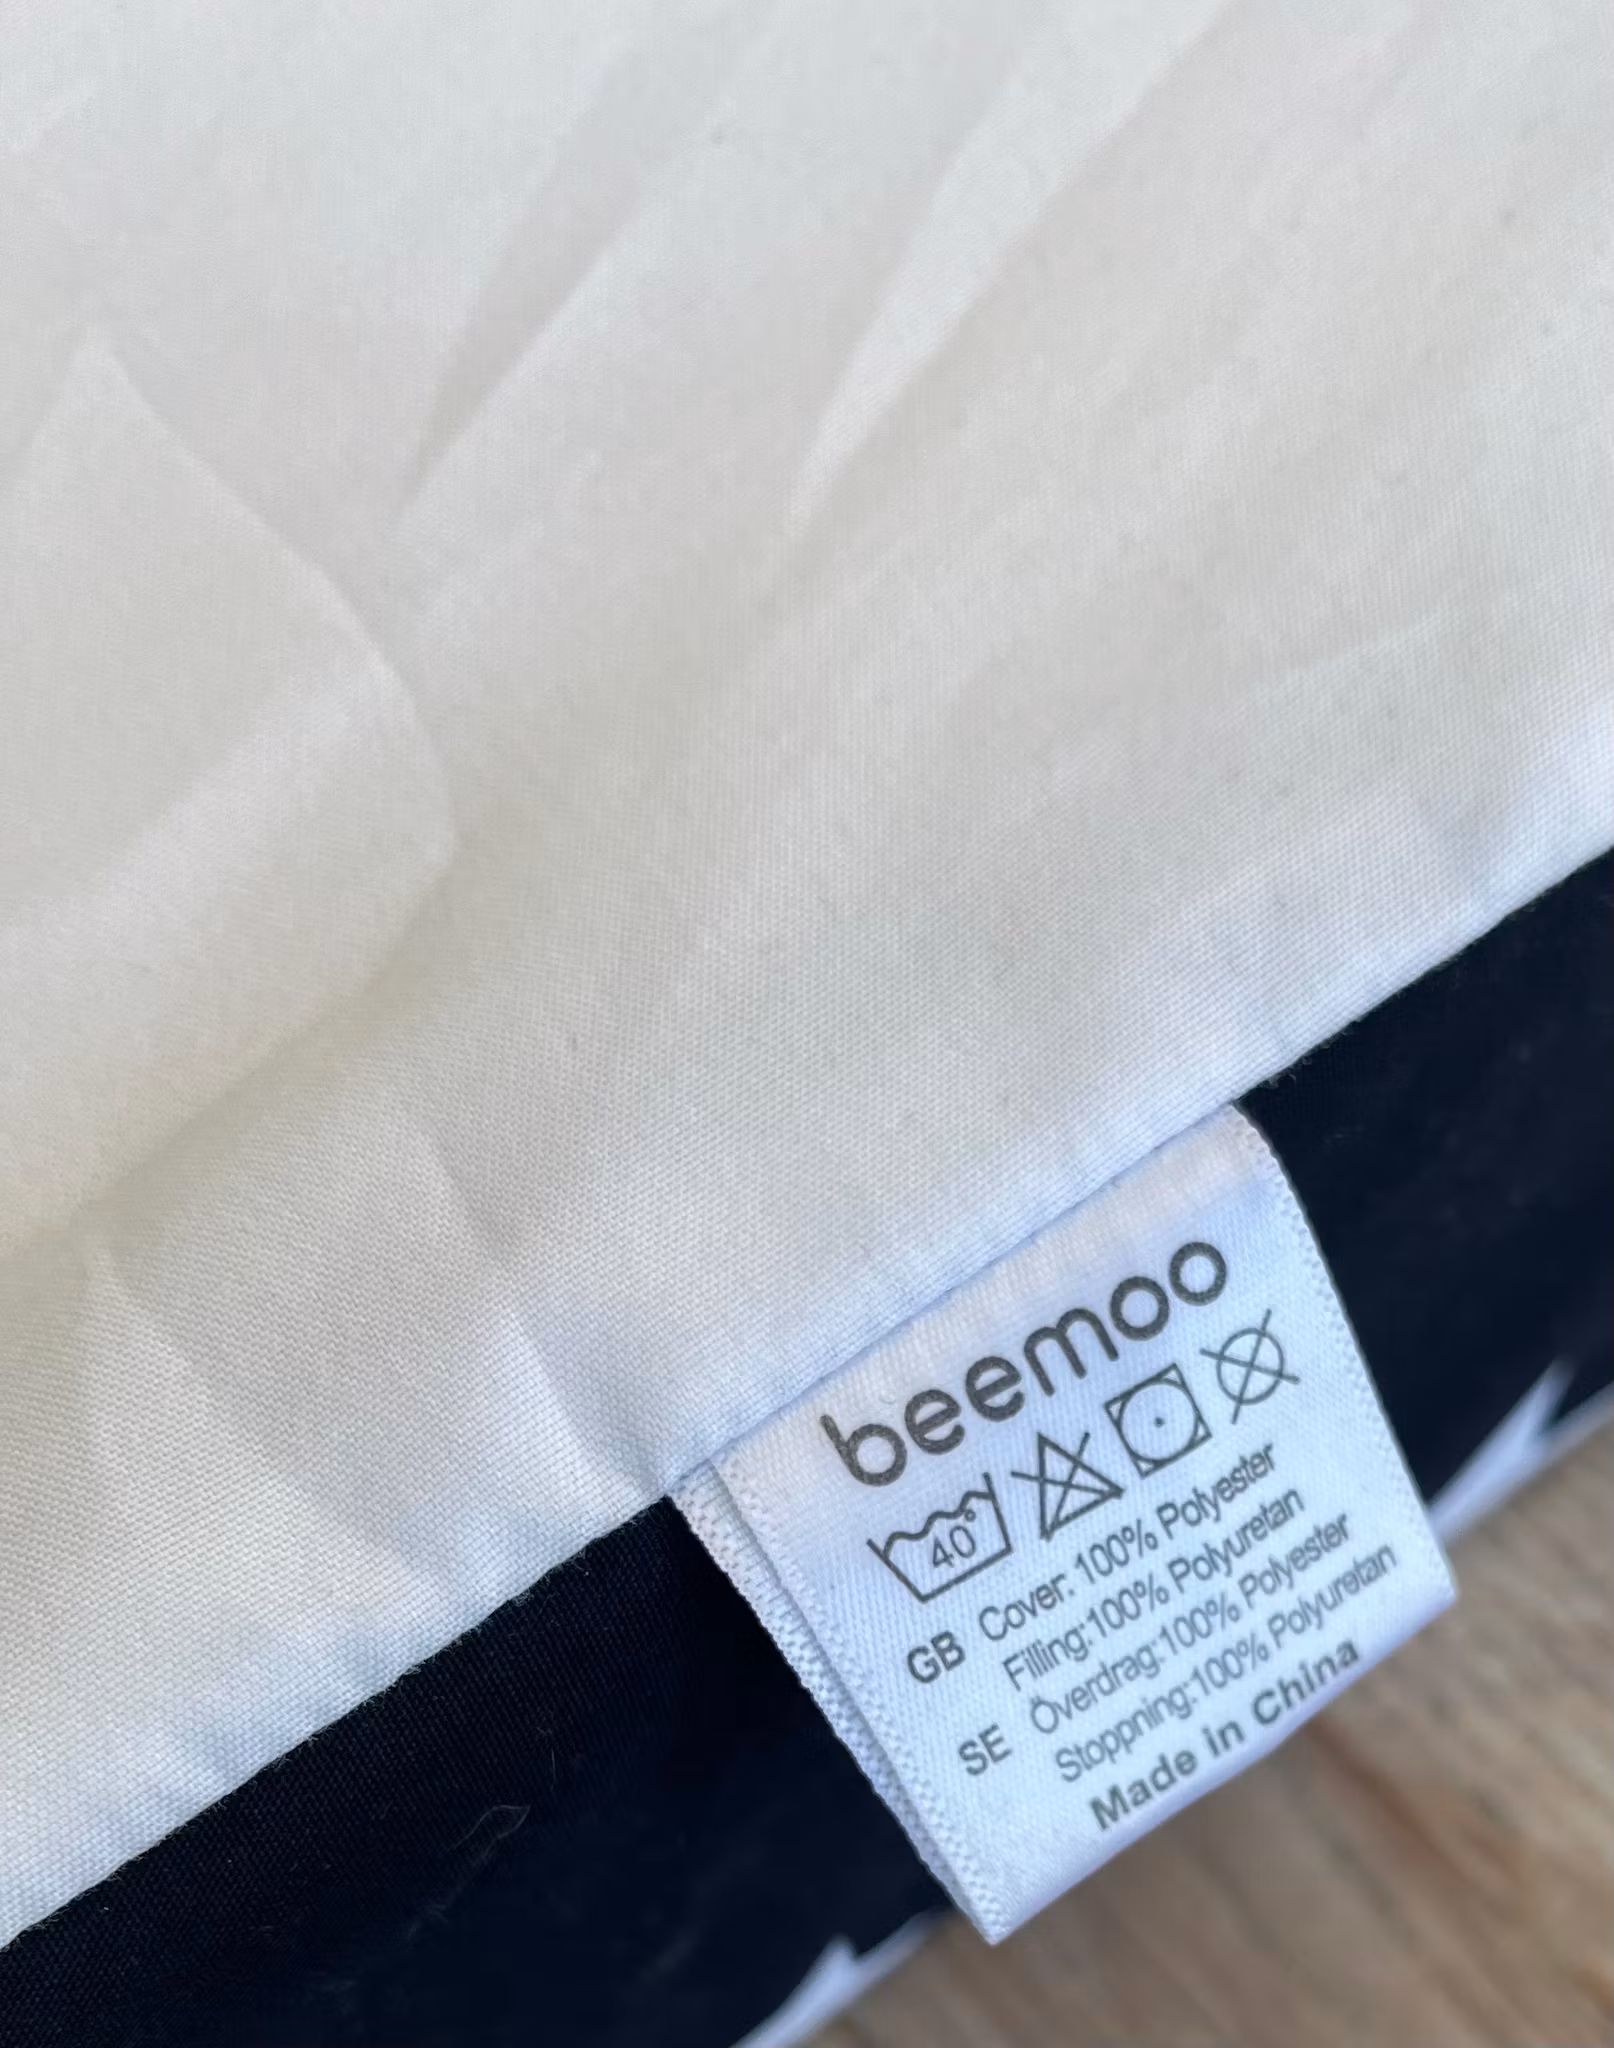 beemoo
40°
GB Cover: 100% Polyester
Filling:100% Polyuretan
SE Överdrag:100% Polyester
Stoppning:100% Polyuretan
Made in China